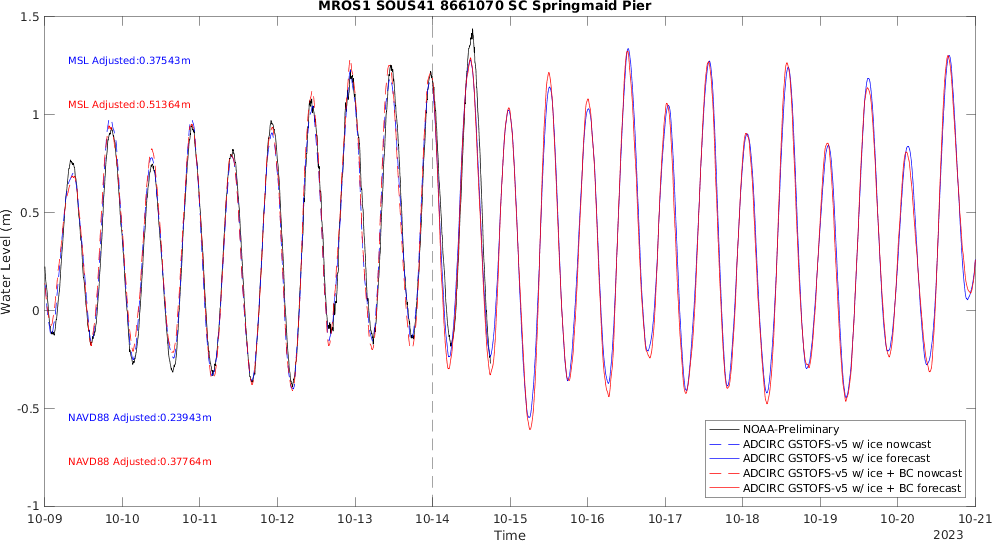 MROS1 SOUS41 8661070 SC Springmaid Pier
Water Level (m)
1.5
1
0.5
0
-0.5
-1
MSL Adjusted:0.37543m
MSL Adjusted:0.51364m
NAVD88 Adjusted:0.23943m
NAVD88 Adjusted:0.37764m
NOAA-Preliminary
ADCIRC GSTOFS-v5 w/ ice nowcast
ADCIRC GSTOFS-v5 w/ ice forecast
ADCIRC GSTOFS-v5 w/ ice + BC nowcast
ADCIRC GSTOFS-v5 w/ ice + BC forecast
10-09 10-10 10-11 10-12 10-13 10-14 10-15 10-16 10-17 10-18 10-19 10-20 10-21
Time
2023